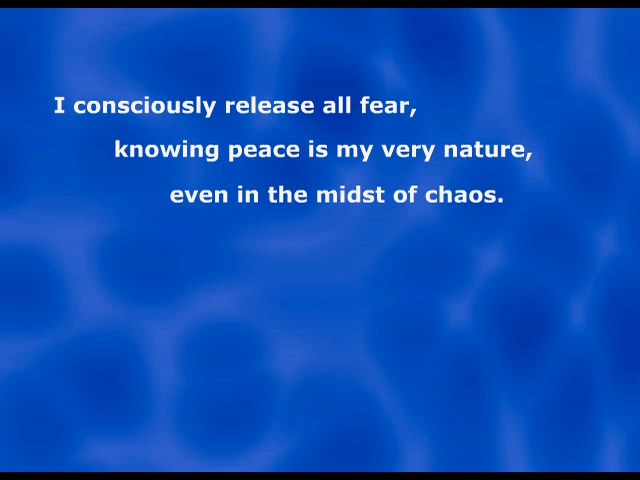 I consciously release all fear,
knowing peace is my very nature,
even in the midst of chaos.